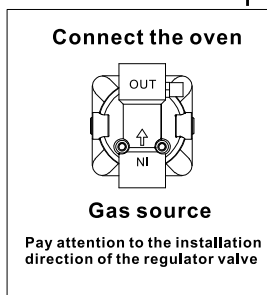 Connect the oven
OUT
NI
Gas source
Pay attention to the installation
direction of the regulator valve